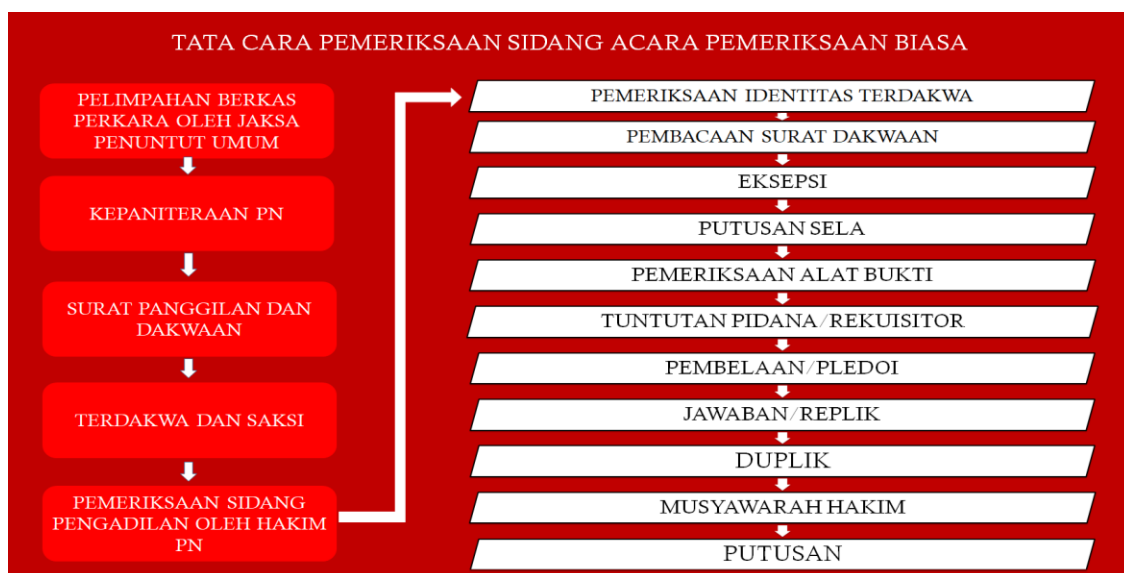 TATA CARA PEMERIKSAAN SIDANG ACARA PEMERIKSAAN BIASA
PELIMPAHAN BERKAS
PERKARA OLEH JAKSA
PENUNTUT UMUM
KEPANITERAAN PN
SURAT PANGGILAN DAN
DAKWAAN
TERDAKWA DAN SAKSI
PEMERIKSAAN SIDANG
PENGADILAN OLEH HAKIM
PN
PEMERIKSAAN IDENTITAS TERDAKWA
PEMBACAAN SURAT DAKWAAN
EKSEPSI
PUTUSAN SELA
PEMERIKSAAN ALAT BUKTI
TUNTUTAN PIDANA/REKUISITOR
PEMBELAAN/PLEDOI
JAWABAN/REPLIK
DUPLIK
MUSYAWARAH HAKIM
PUTUSAN